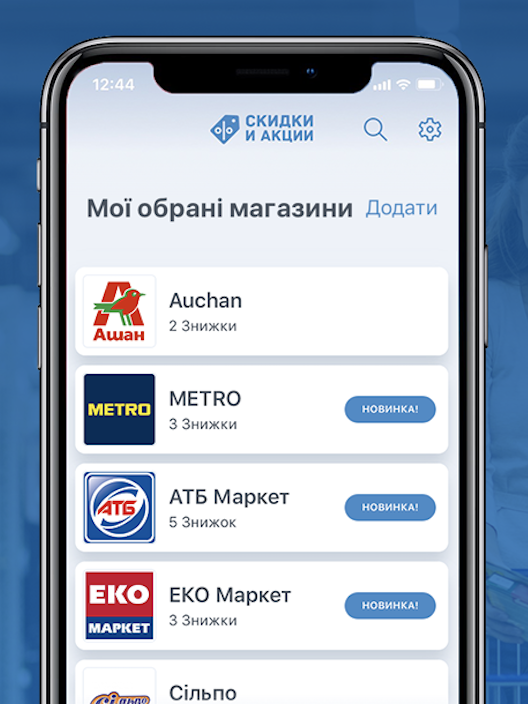 12:44
СКИДКИ
И АКЦИИ
Мої обрані магазини Додати
Ашан
Auchan
2 Знижки
METRO
METRO
3 Знижки
НОВИНКА!
АТБ
АТБ Маркет
5 Знижок
НОВИНКА!
ЕКО
МАРКЕТ
ЕКО Маркет
3 Знижки
НОВИНКА!
Сільпо
Сільпо